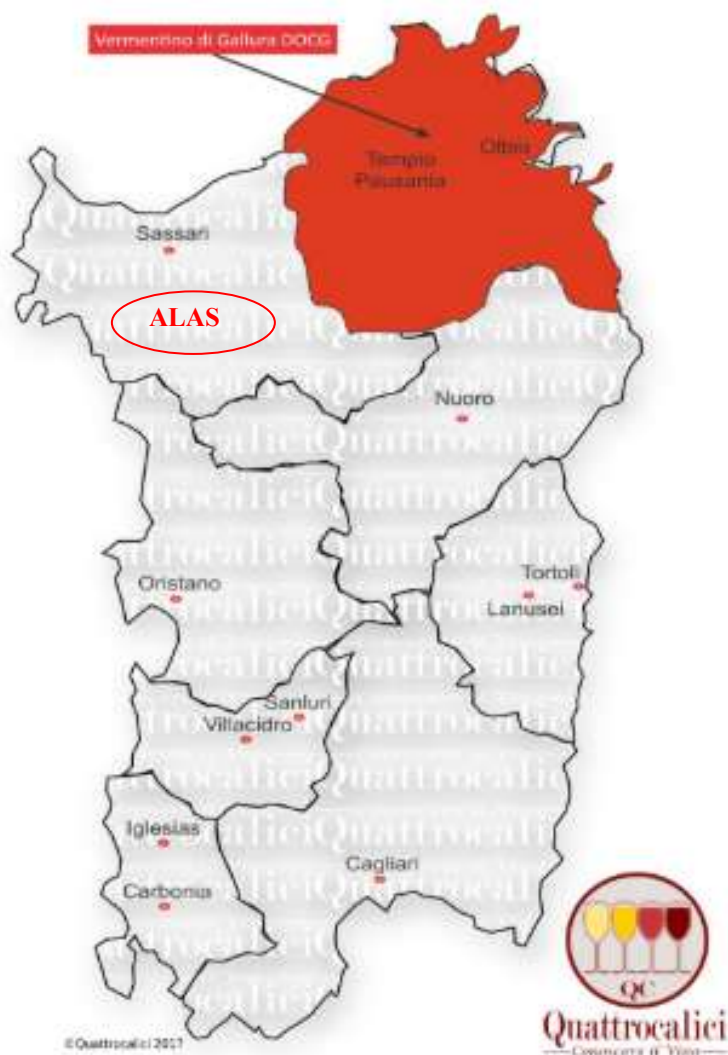 Vermentino di Gallura DOCG
Olbia
Tempio
Pausania
Sassari
ALAS
Nuoro
Tortolì
Lanusei
Oristano
Sanluri
Villacidro
Iglesias
Carbonia
Cagliari
QC
Quattrocalici
©Quattrocalici 2017